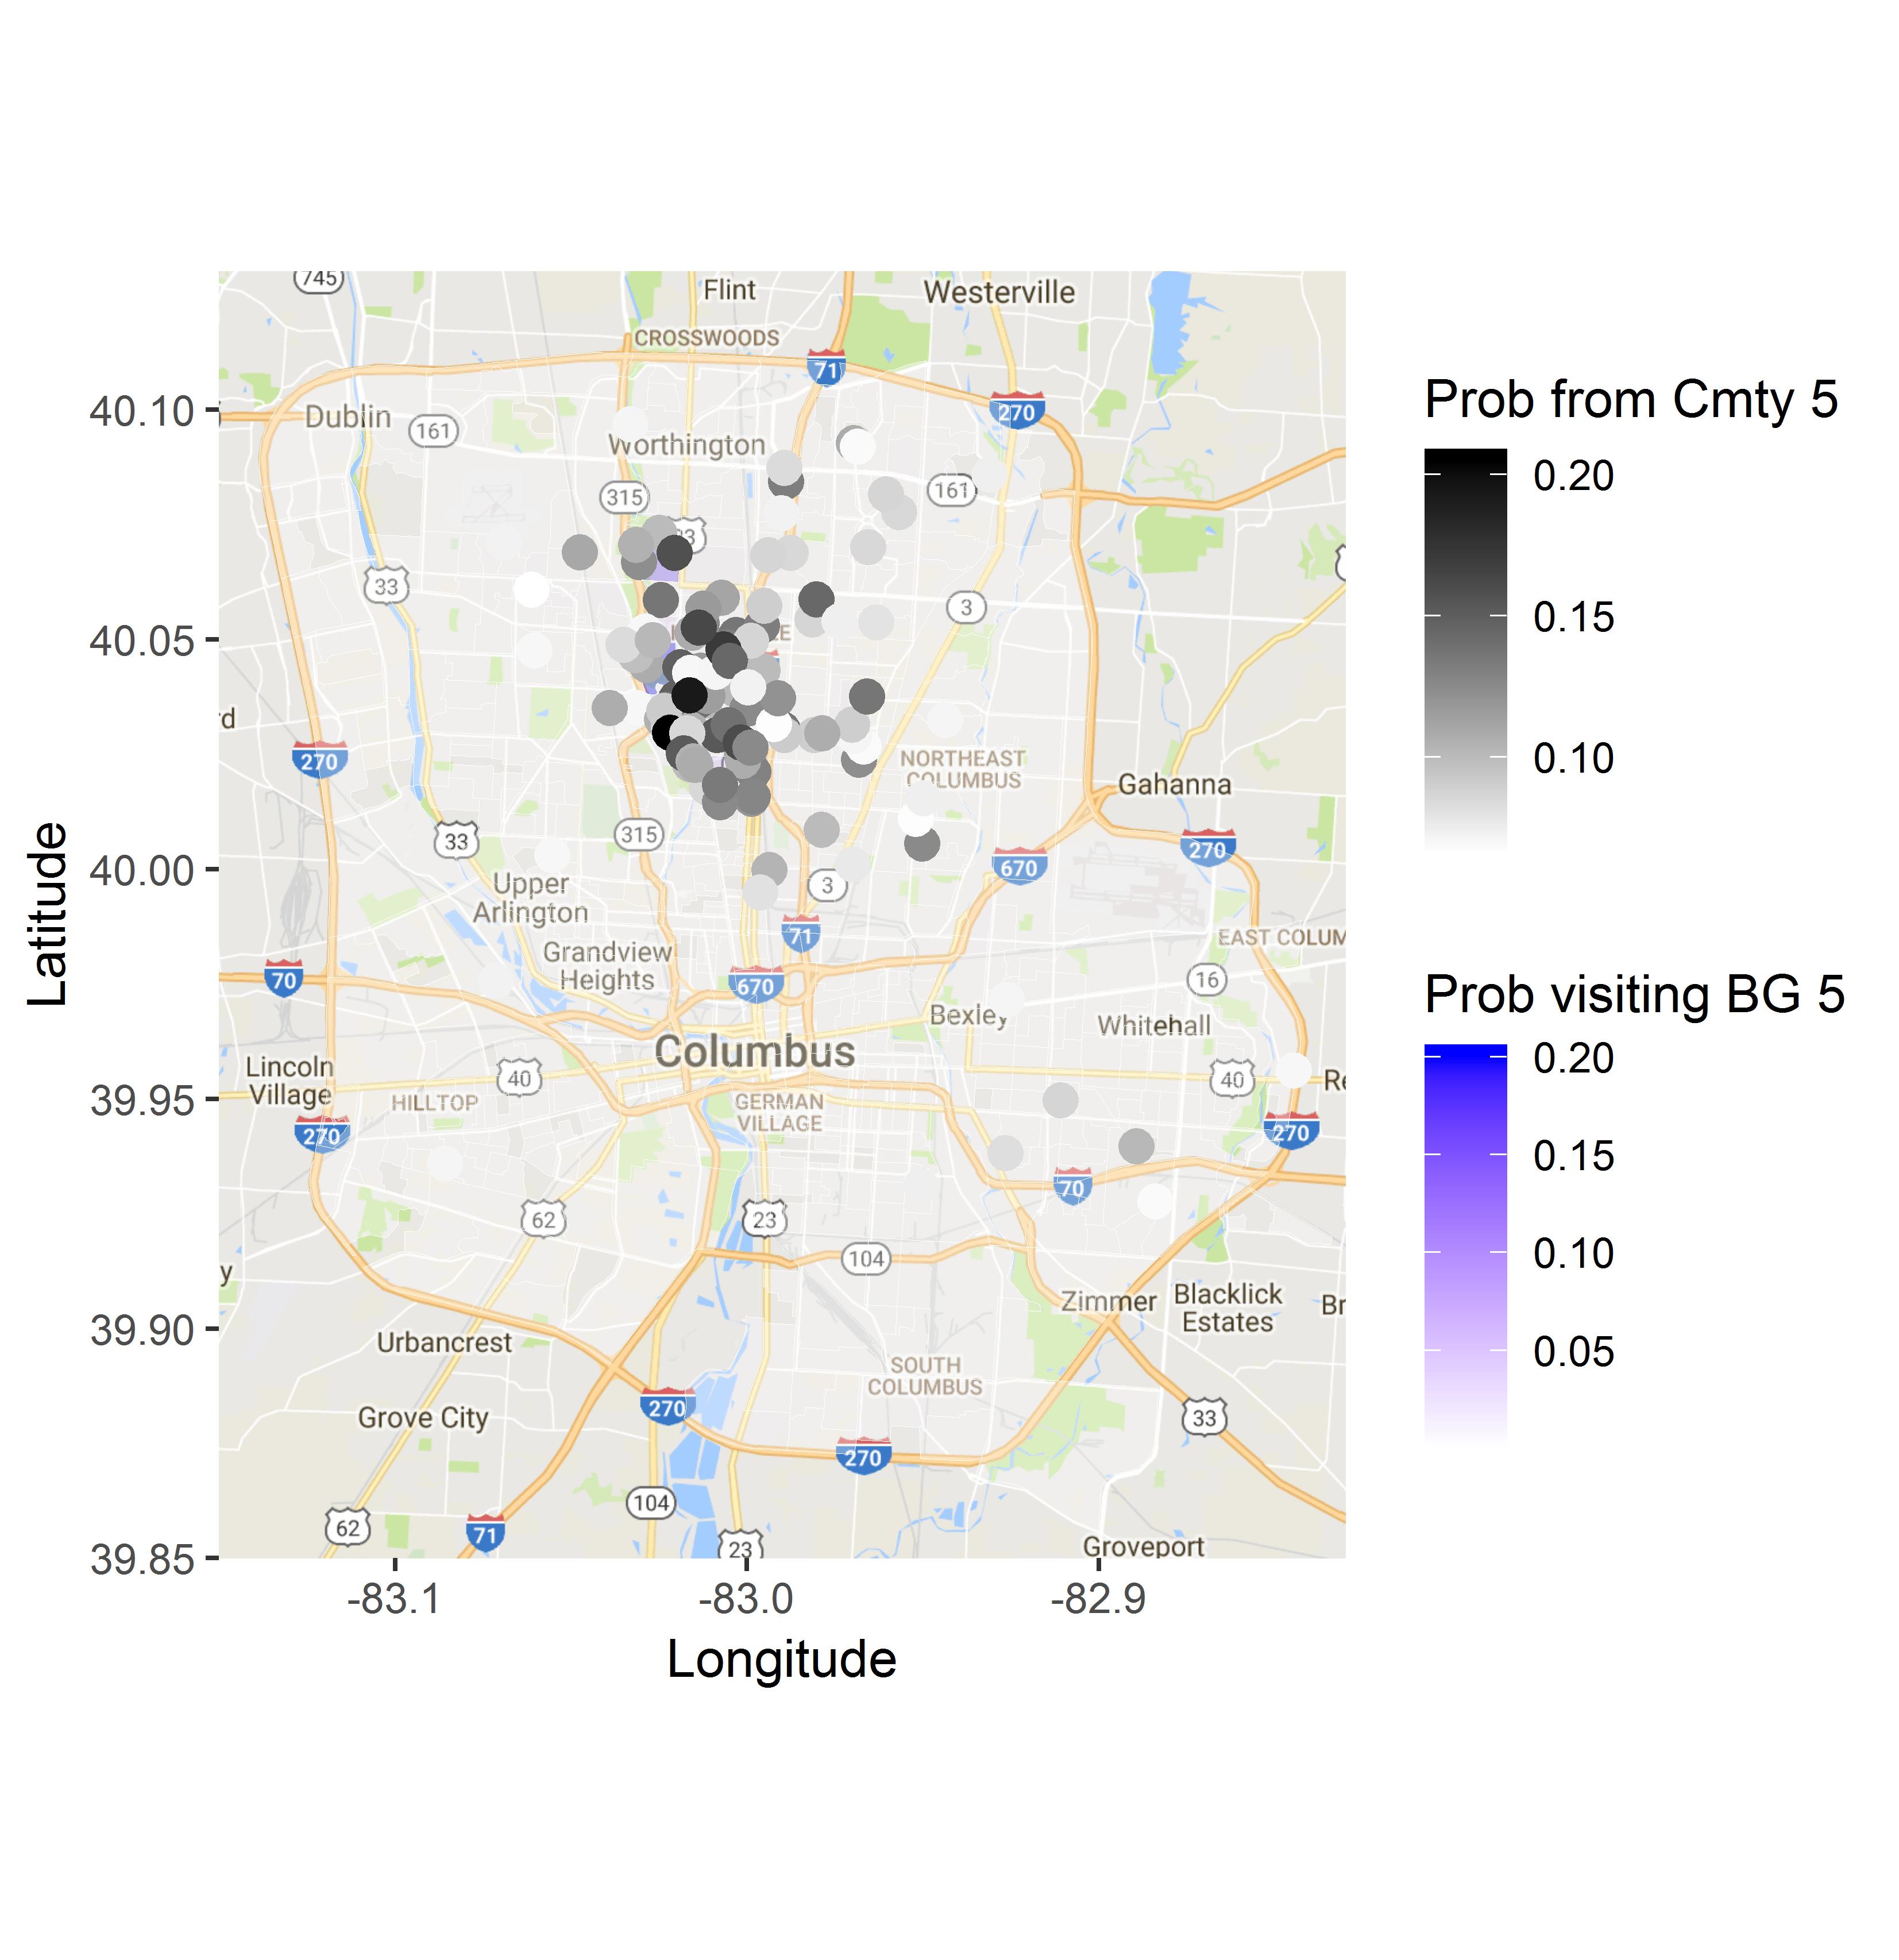 745
Flint
Westerville
CROSSWOODS
71
270
Dublin
161
Worthington
315
161
33
3
NORTHEAST
COLUMBUS
Gahanna
270
33
315
670
270
Upper
Arlington
3
71
Grandview
Heights
EAST COLUM
70
670
16
Bexley
Whitehall
Columbus
Lincoln
Village
40
40
Re
HILLTOP
GERMAN
VILLAGE
270
270
70
62
23
104
Zimmer
Blacklick
Estates
Br
y
rd
Urbancrest
SOUTH
COLUMBUS
Grove City
270
33
270
104
62
71
23
Groveport
40.10
40.05
40.00
39.95
39.90
39.85
Latitude
-83.1
-83.0
-82.9
Longitude
Prob from Cmty 5
0.20
0.15
0.10
Prob visiting BG 5
0.20
0.15
0.10
0.05